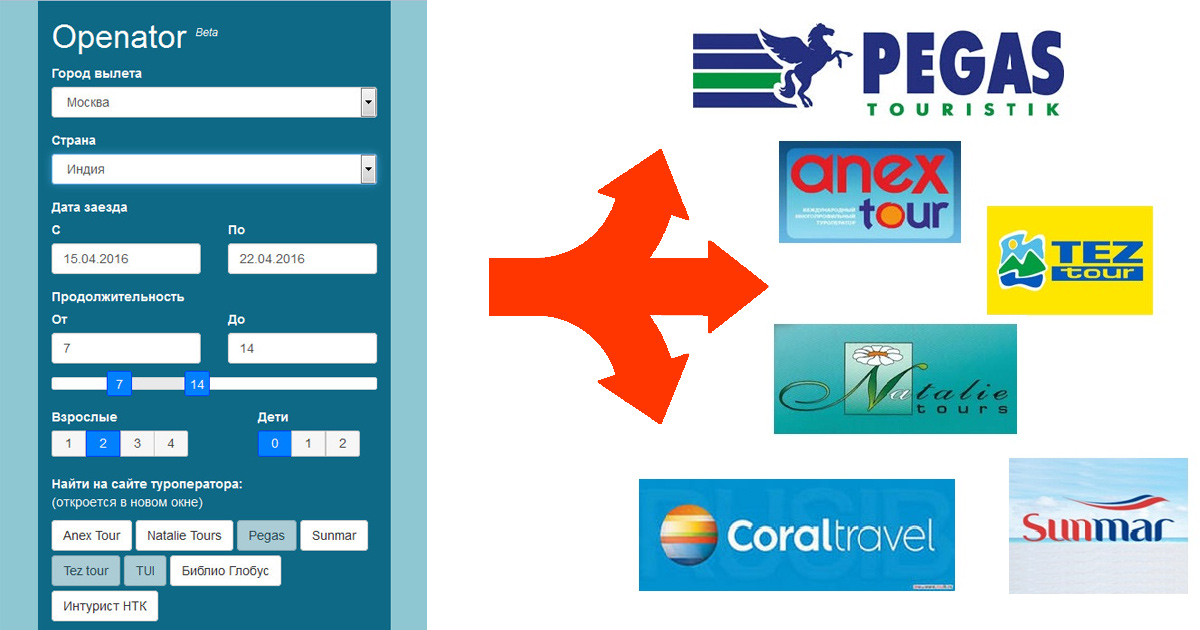 Openator Beta
Город вылета
Москва
Страна
Индия
Дата заезда
С По
15.04.2016 22.04.2016
Продолжительность
От До
7 14
7 14
Взрослые Дети
1 2 3 4 0 1 2
Найти на сайте туроператора:
(откроется в новом окне)
Anex Tour Natalie Tours Pegas Sunmar
Tez tour TUI Библио Глобус
Интурист НТК
PEGAS
TOURISTIK
anex
МЕЖДУНАРОДНЫЙ
МНОГОПРОФИЛЬНЫЙ
ТУРОПЕРАТОР
tour
TEZ
tour
Natalie
tours
Coraltravel
Sunmar